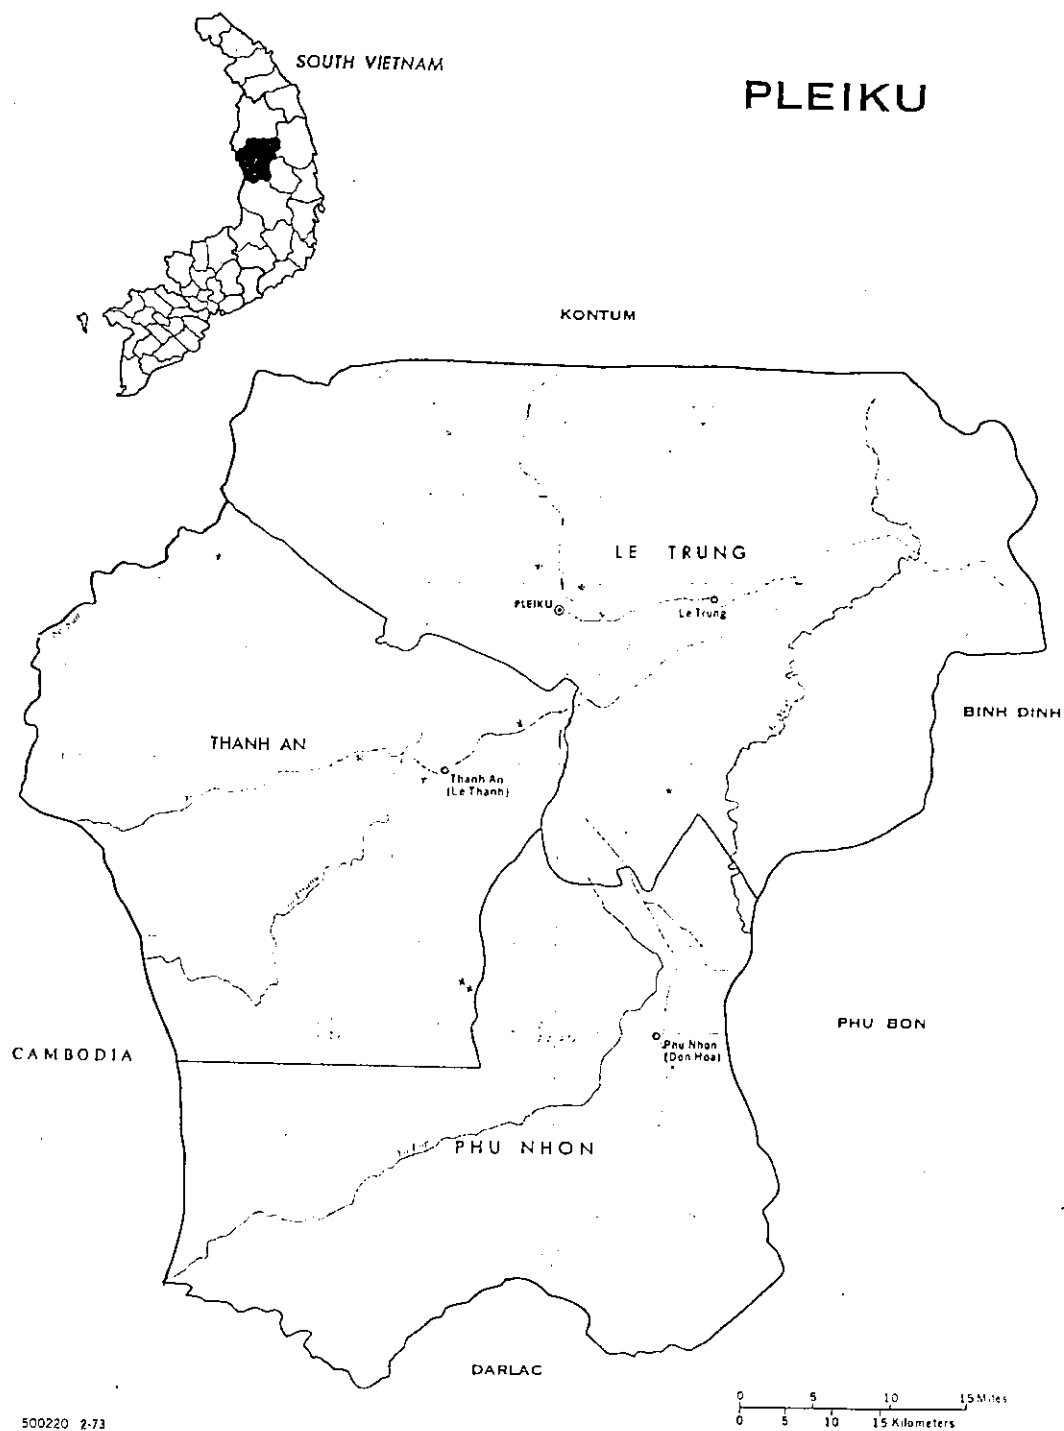 SOUTH VIETNAM
PLEIKU
KONTUM
LE TRUNG
PLEIKU
Le Trung
BINH DINH
THANH AN
Thanh An
(Le Thanh)
PHU BON
Phu Nhon
(Don Hoa)
CAMBODIA
PHU NHON
DARLAC
0 5 10 15 Miles
0 5 10 15 Kilometers
500220 2-73